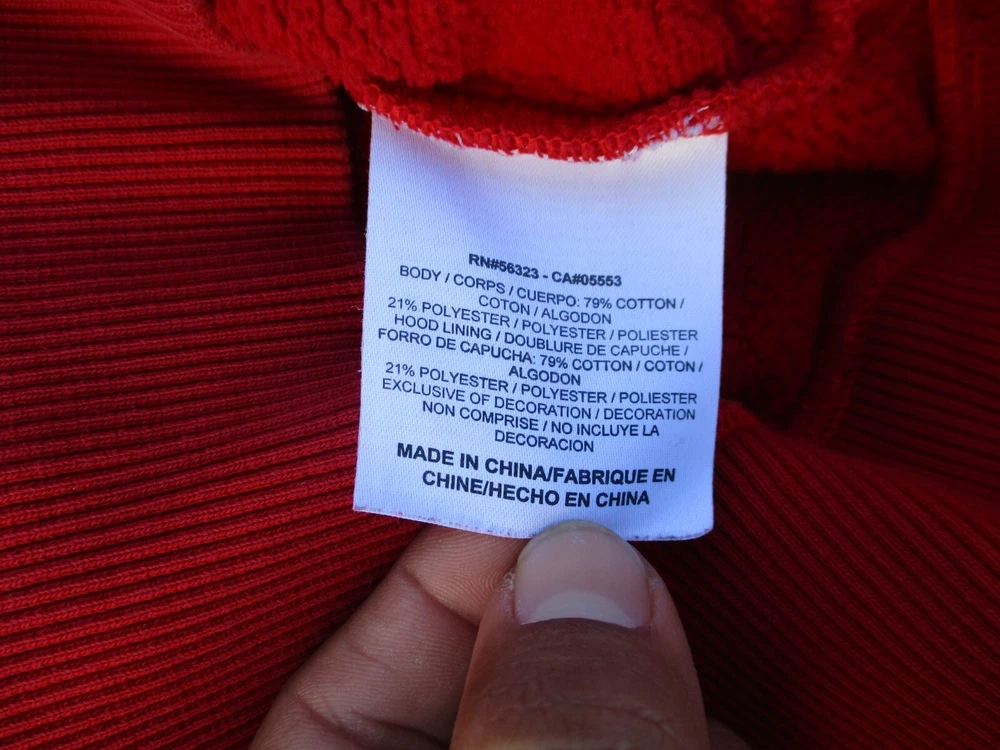 RN#56323 - CA#05553
BODY / CORPS / CUERPO: 79% COTTON /
COTON / ALGODON
21% POLYESTER / POLYESTER / POLIESTER
HOOD LINING / DOUBLURE DE CAPUCHE /
FORRO DE CAPUCHA: 79% COTTON / COTON /
ALGODON
21% POLYESTER / POLYESTER / POLIESTER
EXCLUSIVE OF DECORATION / DECORATION
NON COMPRISE / NO INCLUYE LA
DECORACION
MADE IN CHINA/FABRIQUE EN
CHINE/HECHO EN CHINA